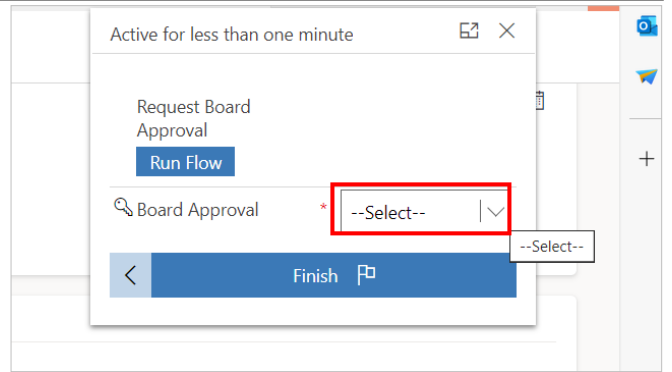 Active for less than one minute
Request Board
Approval
Run Flow
Board Approval * --Select--
--Select--
Finish